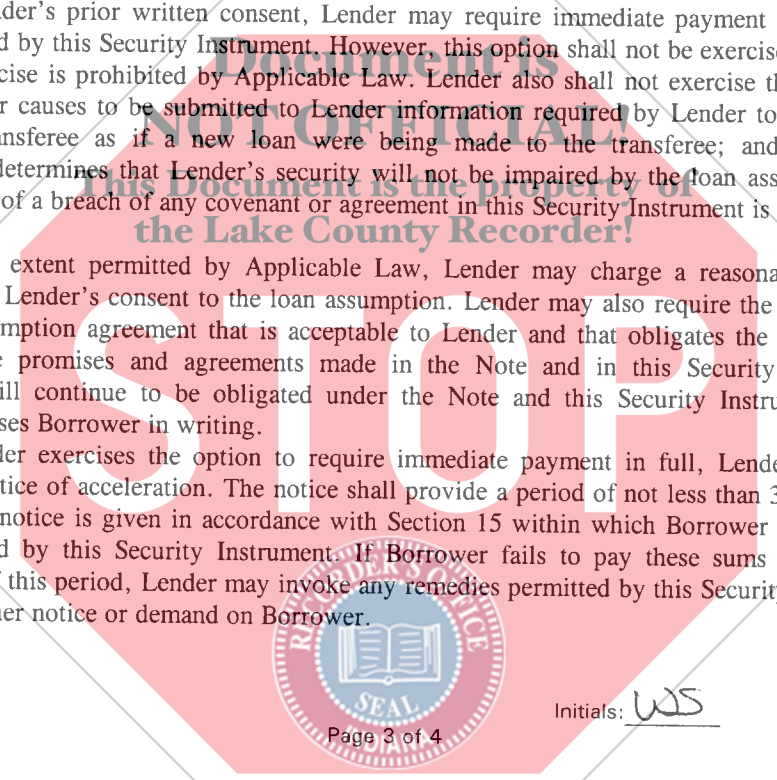 der's prior written consent, Lender may require immediate payment
d by this Security Instrument. However, this option shall not be exercise
cise is prohibited by Applicable Law. Lender also shall not exercise th
r causes to be submitted to Lender information required by Lender to
nsferee as if a new loan were being made to the transferee; and
determines that Lender's security will not be impaired by the loan ass
of a breach of any covenant or agreement in this Security Instrument is
extent permitted by Applicable Law, Lender may charge a reasona
Lender's consent to the loan assumption. Lender may also require the
mption agreement that is acceptable to Lender and that obligates the
e promises and agreements made in the Note and in this Security
ill continue to be obligated under the Note and this Security Instru
ses Borrower in writing.
der exercises the option to require immediate payment in full, Lende
tice of acceleration. The notice shall provide a period of not less than 3
notice is given in accordance with Section 15 within which Borrower
d by this Security Instrument. If Borrower fails to pay these sums
f this period, Lender may invoke any remedies permitted by this Security
her notice or demand on Borrower.
Initials: WS
Page 3 of 4
Document is
NOT OFFICIAL!
This Document is the property of
the Lake County Recorder!
STOP
RECORDER'S OFFICE
SEAL
INDIANA